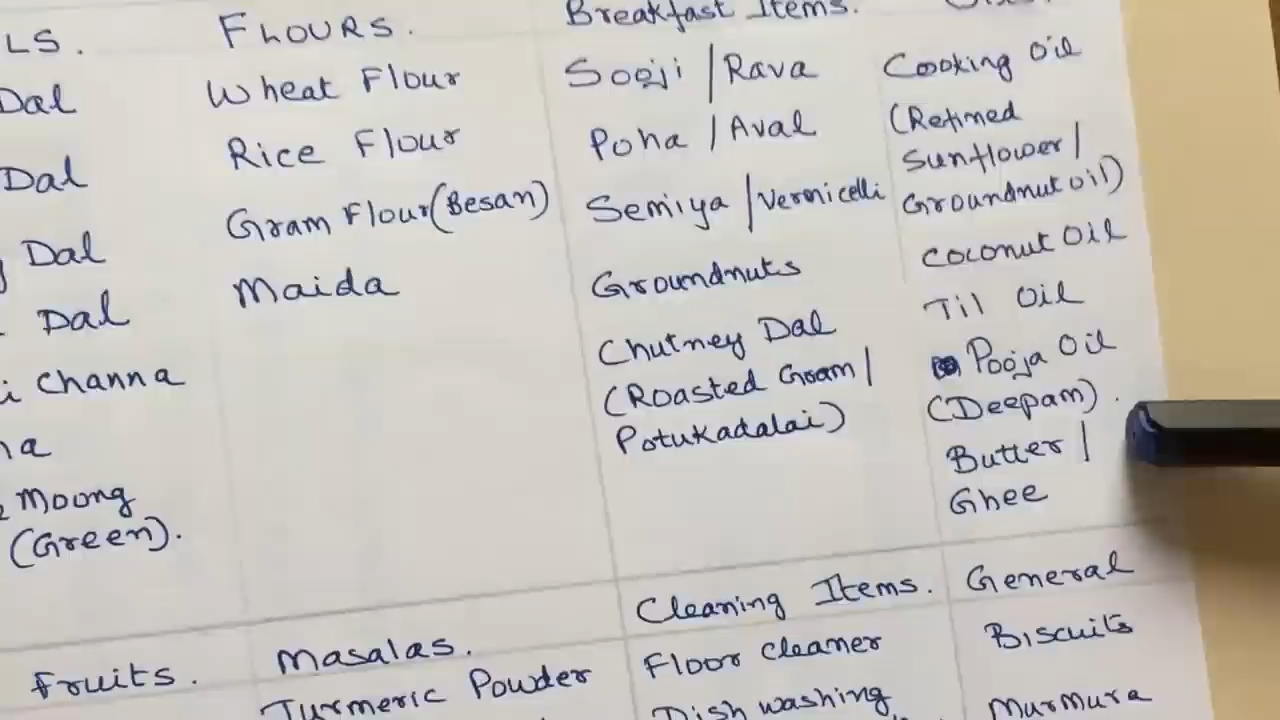 LS.
Dal
Dal
Dal
Dal
Channa
Moong
(Green).
FLOURS.
Wheat Flour
Rice Flour
Gram Flour(Besan)
Maida
Breakfast Items.
Sooji / Rava
Poha / Aval
Semiya / Vermicelli
Groundnuts
Chutney Dal
(Roasted Gram /
Potukadalai)
Cooking Oil
(Refined
Sunflower /
Groundnut oil)
Coconut Oil
Til Oil
Pooja Oil
(Deepam).
Butter /
Ghee
Fruits.
Masalas.
Turmeric Powder
Cleaning Items.
Floor cleaner
Dish washing
General
Biscuits
Murmura